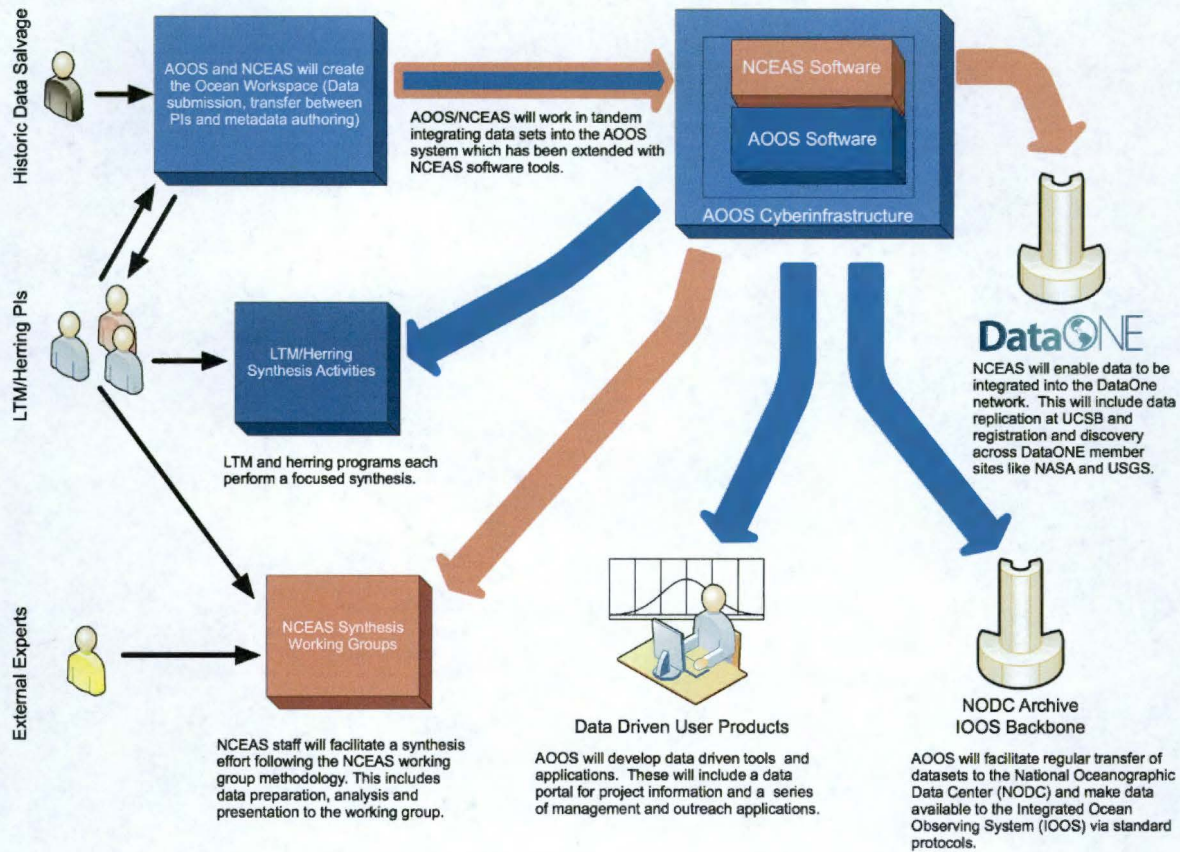 Historic Data Salvage
AOOS and NCEAS will create
the Ocean Workspace (Data
submission, transfer between
PIs and metadata authoring)
AOOS/NCEAS will work in tandem
integrating data sets into the AOOS
system which has been extended with
NCEAS software tools.
NCEAS Software
AOOS Software
AOOS Cyberinfrastructure
DataONE
NCEAS will enable data to be
integrated into the DataOne
network. This will include data
replication at UCSB and
registration and discovery
across DataONE member
sites like NASA and USGS.
LTM/Herring PIs
LTM/Herring
Synthesis Activities
LTM and herring programs each
perform a focused synthesis.
External Experts
NCEAS Synthesis
Working Groups
NCEAS staff will facilitate a synthesis
effort following the NCEAS working
group methodology. This includes
data preparation, analysis and
presentation to the working group.
Data Driven User Products
AOOS will develop data driven tools and
applications. These will include a data
portal for project information and a series
of management and outreach applications.
NODC Archive
IOOS Backbone
AOOS will facilitate regular transfer of
datasets to the National Oceanographic
Data Center (NODC) and make data
available to the Integrated Ocean
Observing System (IOOS) via standard
protocols.